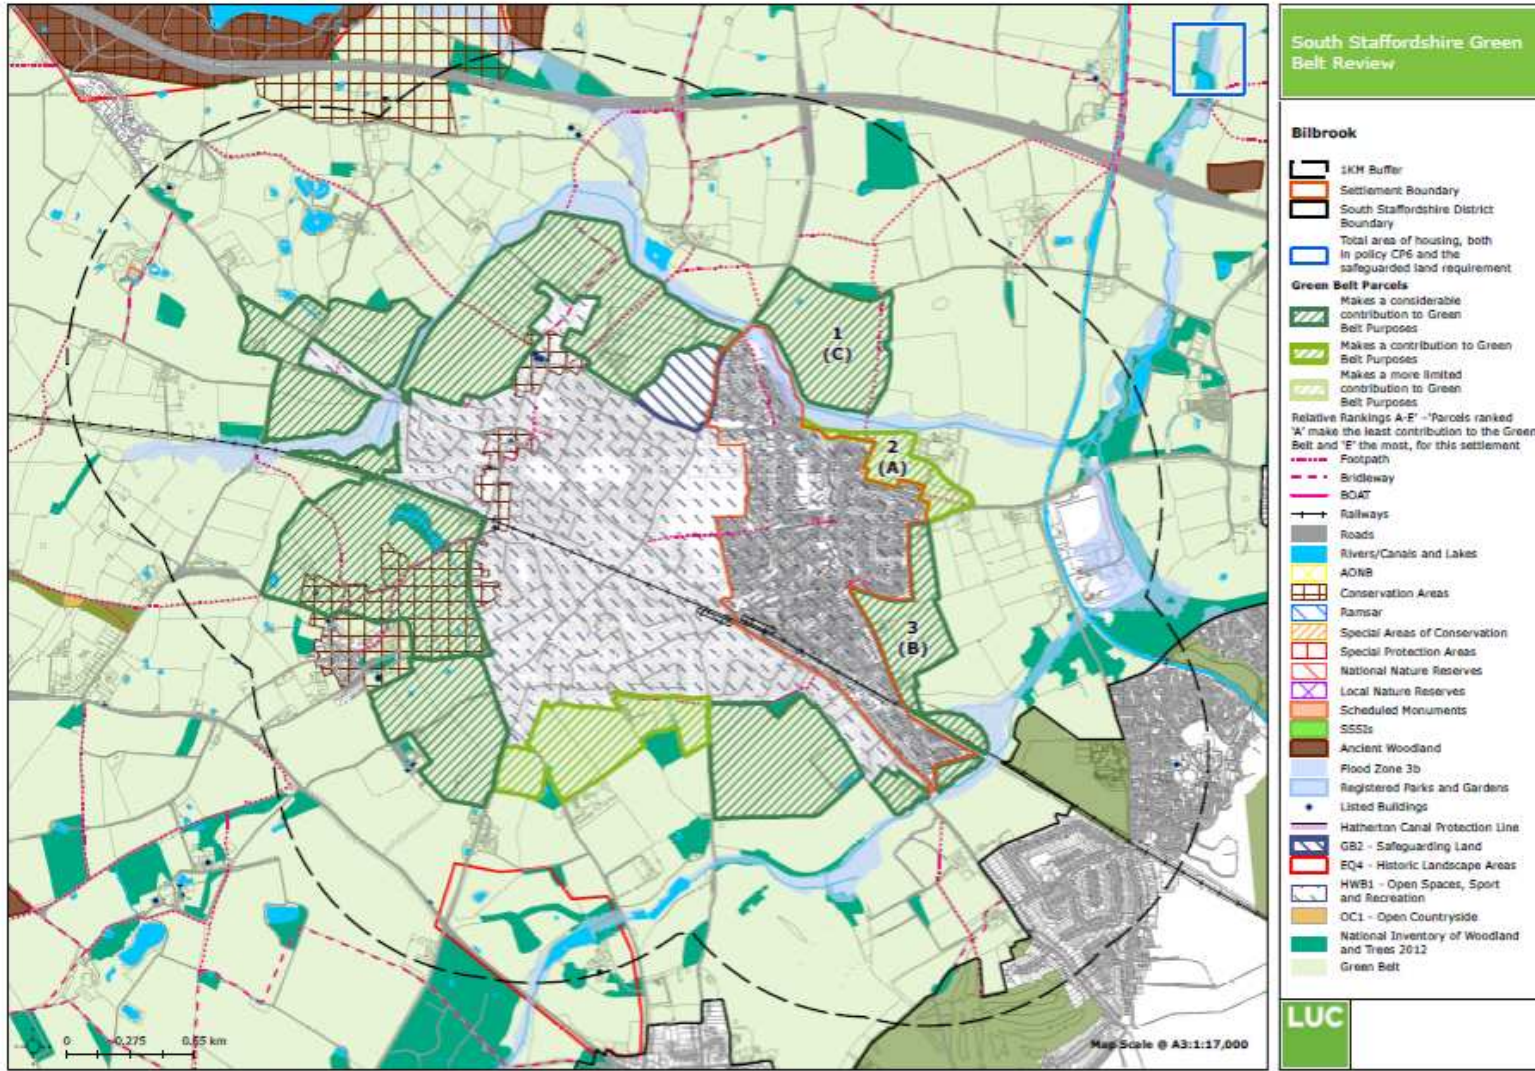 South Staffordshire Green
Belt Review
Bilbrook
1KM Buffer
Settlement Boundary
South Staffordshire District
Boundary
Total area of housing, both
in policy CP6 and the
safeguarded land requirement
Green Belt Parcels
Makes a considerable
contribution to Green
Belt Purposes
Makes a contribution to Green
Belt Purposes
Makes a more limited
contribution to Green
Belt Purposes
Relative Rankings A-E' -'Parcels ranked
'A' make the least contribution to the Green
Belt and 'E' the most, for this settlement
Footpath
Bridleway
BOAT
Railways
Roads
Rivers/Canals and Lakes
AONB
Conservation Areas
Ramsar
Special Areas of Conservation
Special Protection Areas
National Nature Reserves
Local Nature Reserves
Scheduled Monuments
SSSIs
Ancient Woodland
Flood Zone 3b
Registered Parks and Gardens
Listed Buildings
Hatherton Canal Protection Line
GB2 - Safeguarding Land
EQ4 - Historic Landscape Areas
HWB1 - Open Spaces, Sport
and Recreation
OC1 - Open Countryside
National Inventory of Woodland
and Trees 2012
Green Belt
LUC
1
(C)
2
(A)
3
(B)
0 0.275 0.55 km
Map Scale @ A3:1:17,000